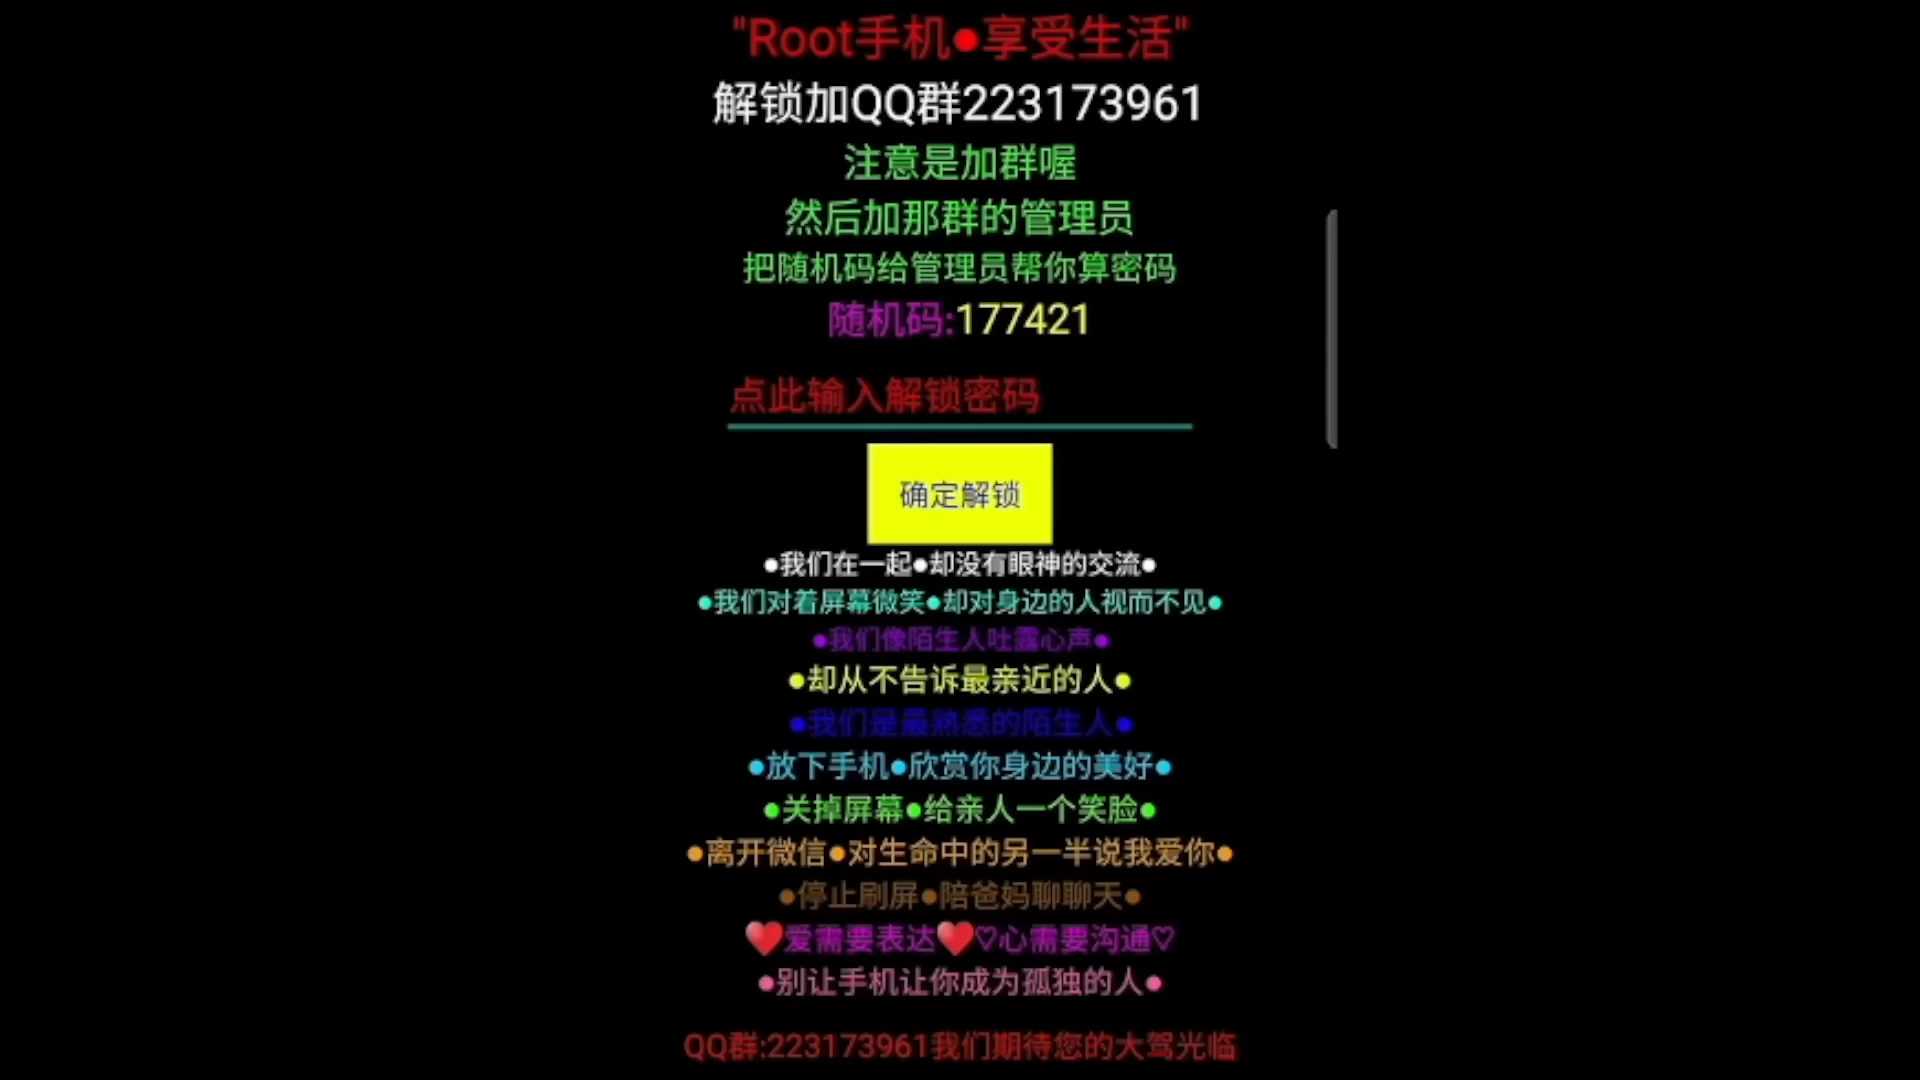 "Root手机●享受生活"
解锁加QQ群223173961
注意是加群喔
然后加那群的管理员
把随机码给管理员帮你算密码
随机码:177421
点此输入解锁密码
确定解锁
●我们在一起●却没有眼神的交流●
●我们对着屏幕微笑●却对身边的人视而不见●
●我们像陌生人吐露心声●
●却从不告诉最亲近的人●
●我们是最熟悉的陌生人●
●放下手机●欣赏你身边的美好●
●关掉屏幕●给亲人一个笑脸●
●离开微信●对生命中的另一半说我爱你●
●停止刷屏●陪爸妈聊聊天●
❤️爱需要表达❤️♡心需要沟通♡
●别让手机让你成为孤独的人●
QQ群:223173961我们期待您的大驾光临